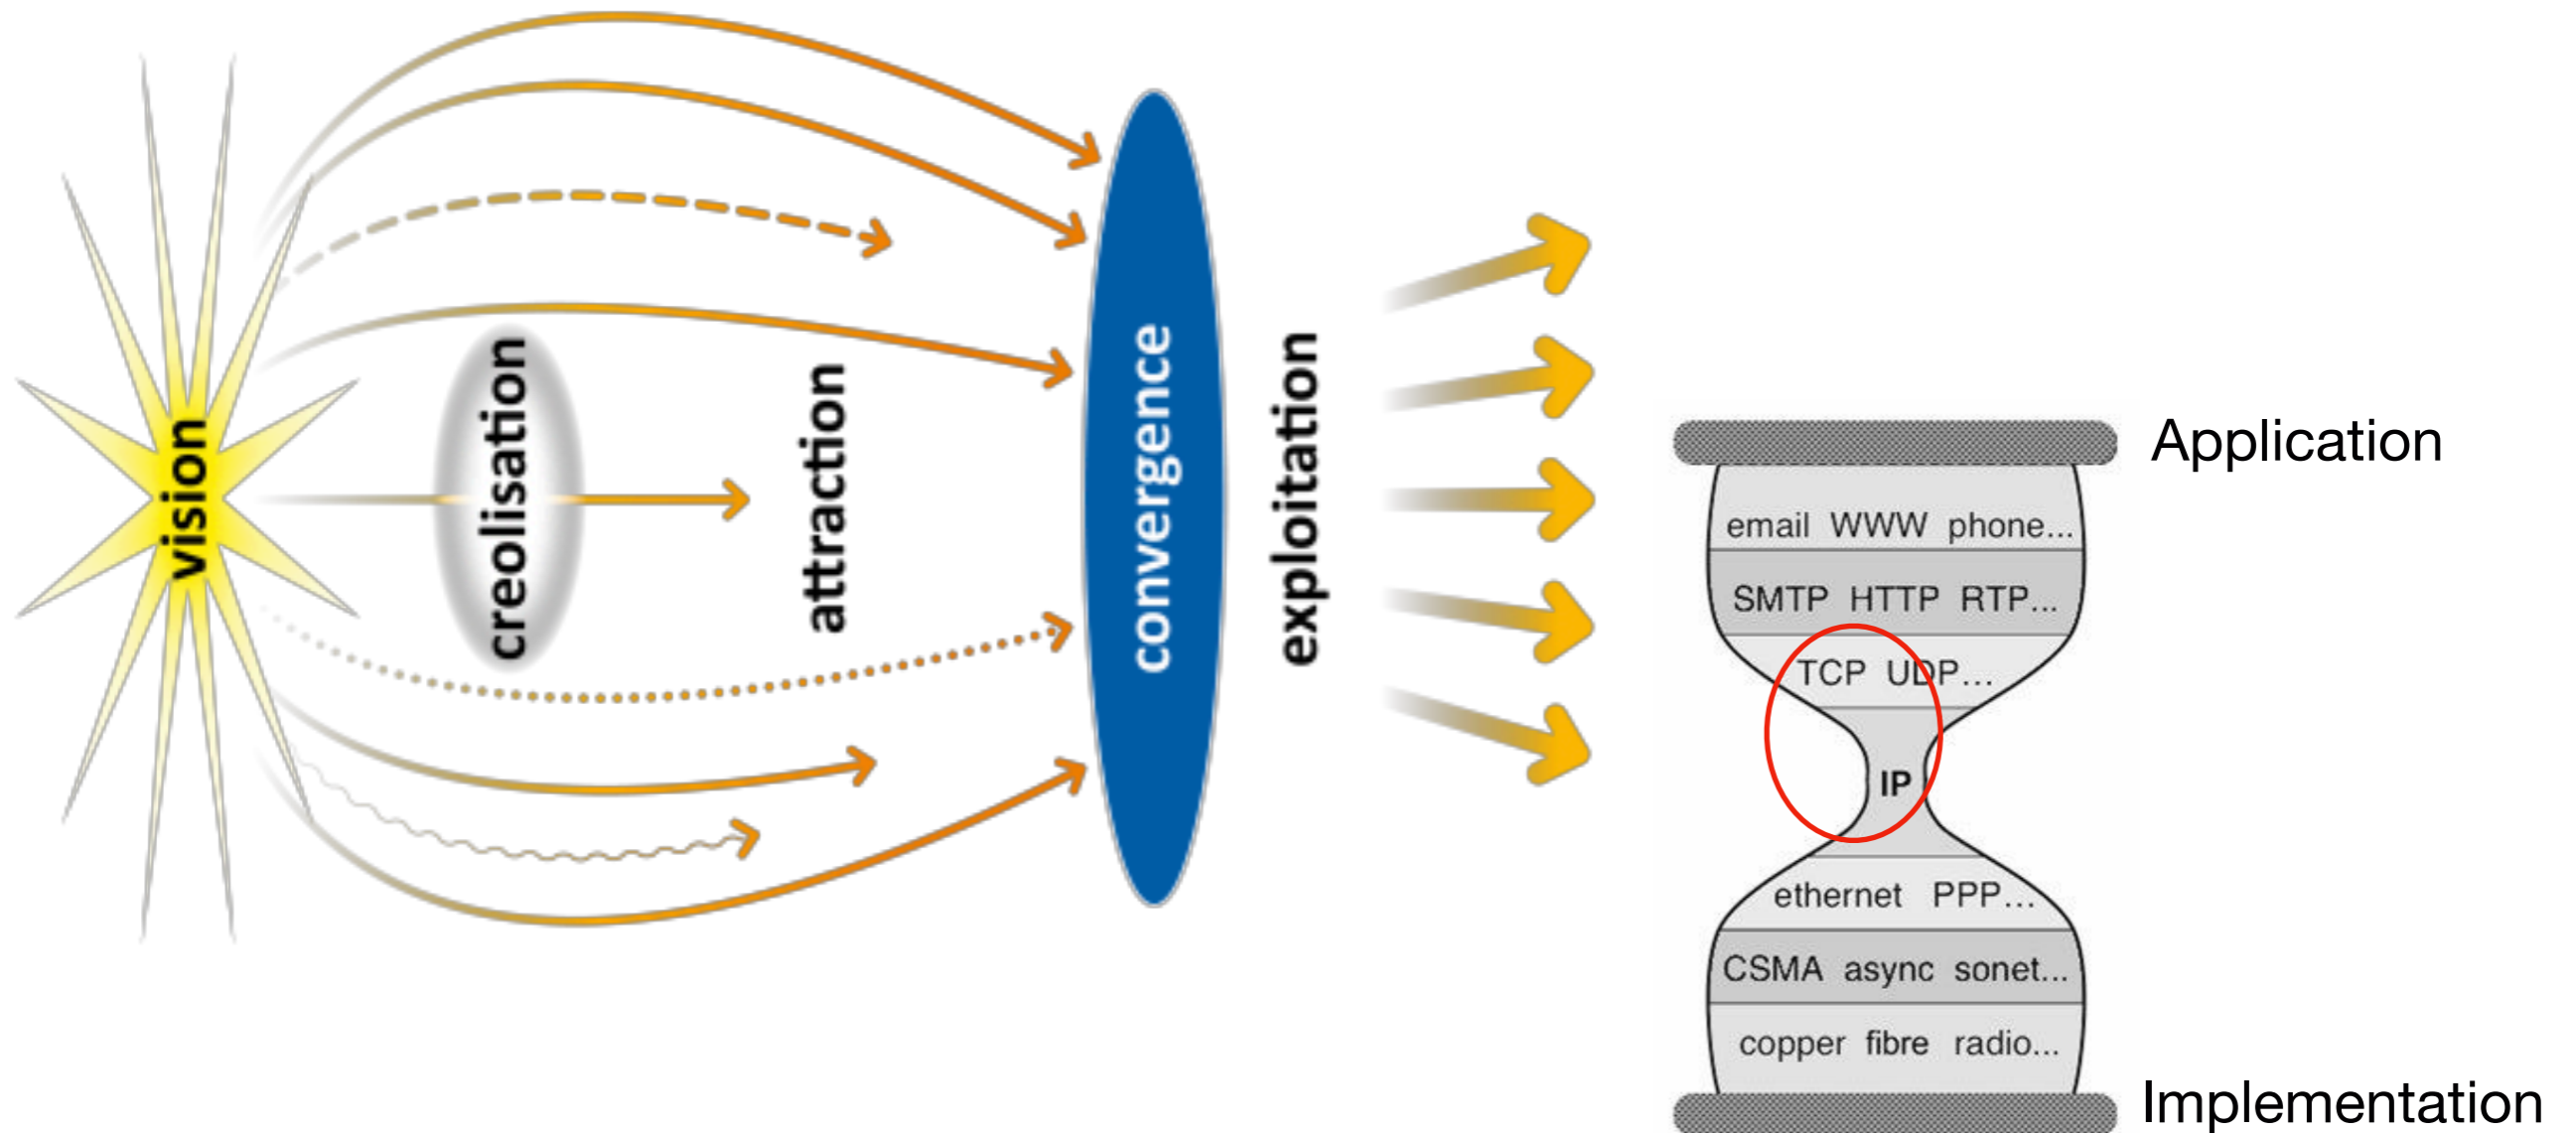 vision
creolisation
attraction
convergence
exploitation
Application
email WWW phone...
SMTP HTTP RTP...
TCP UDP...
IP
ethernet PPP...
CSMA async sonet...
copper fibre radio...
Implementation